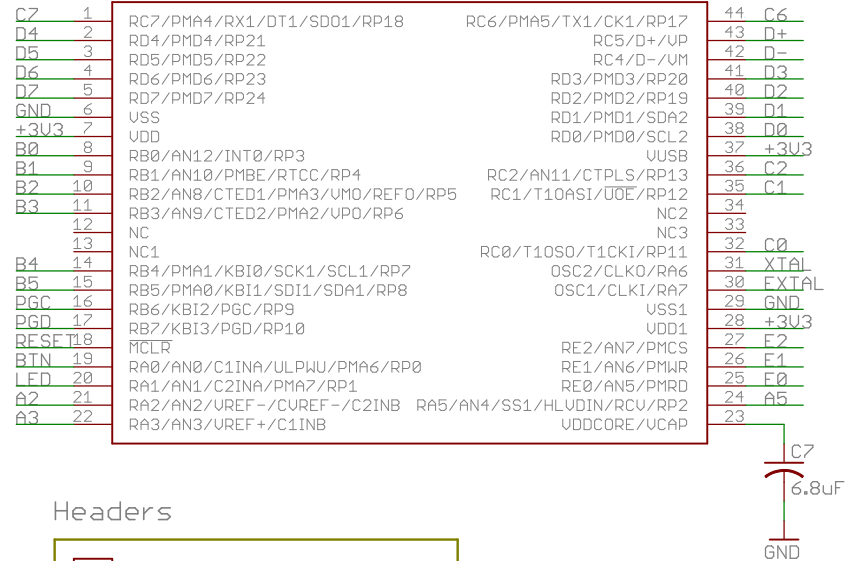 C7 1 RC7/PMA4/RX1/DT1/SDO1/RP18 RC6/PMA5/TX1/CK1/RP17 44 C6
D4 2 RD4/PMD4/RP21 RC5/D+/VP 43 D+
D5 3 RD5/PMD5/RP22 RC4/D-/VM 42 D-
D6 4 RD6/PMD6/RP23 RD3/PMD3/RP20 41 D3
D7 5 RD7/PMD7/RP24 RD2/PMD2/RP19 40 D2
GND 6 VSS RD1/PMD1/SDA2 39 D1
+3V3 7 VDD RD0/PMD0/SCL2 38 D0
B0 8 RB0/AN12/INT0/RP3 VUSB 37 +3V3
B1 9 RB1/AN10/PMBE/RTCC/RP4 RC2/AN11/CTPLS/RP13 36 C2
B2 10 RB2/AN8/CTED1/PMA3/VMO/REFO/RP5 RC1/T1OASI/UOE/RP12 35 C1
B3 11 RB3/AN9/CTED2/PMA2/VPO/RP6 NC2 34
12 NC NC3 33
13 NC1 RC0/T1OSO/T1CKI/RP11 32 C0
B4 14 RB4/PMA1/KBI0/SCK1/SCL1/RP7 OSC2/CLKO/RA6 31 XTAL
B5 15 RB5/PMA0/KBI1/SDI1/SDA1/RP8 OSC1/CLKI/RA7 30 EXTAL
PGC 16 RB6/KBI2/PGC/RP9 VSS1 29 GND
PGD 17 RB7/KBI3/PGD/RP10 VDD1 28 +3V3
RESET 18 MCLR RE2/AN7/PMCS 27 E2
BTN 19 RA0/AN0/C1INA/ULPWU/PMA6/RP0 RE1/AN6/PMWR 26 E1
LED 20 RA1/AN1/C2INA/PMA7/RP1 RE0/AN5/PMRD 25 E0
A2 21 RA2/AN2/VREF-/CVREF-/C2INB RA5/AN4/SS1/HLVDIN/RCV/RP2 24 A5
A3 22 RA3/AN3/VREF+/C1INB VDDCORE/VCAP 23
C7
6.8uF
GND
Headers